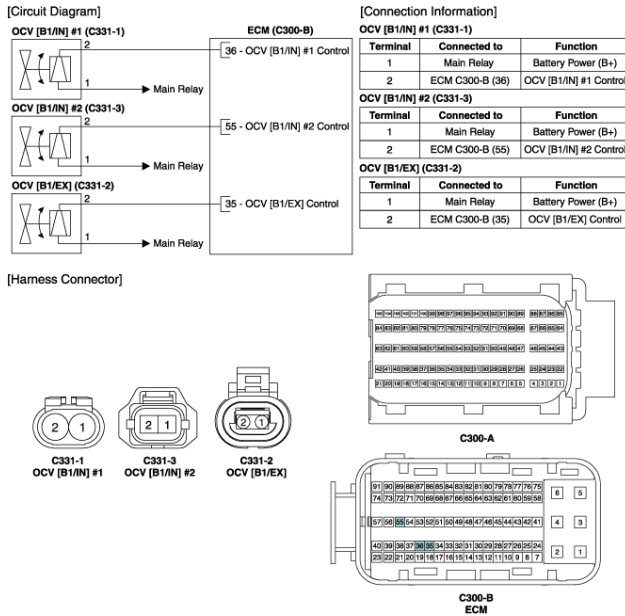 [Circuit Diagram]
OCV [B1/IN] #1 (C331-1)
ECM (C300-B)
2
36 - OCV [B1/IN] #1 Control
1
Main Relay
OCV [B1/IN] #2 (C331-3)
2
55 - OCV [B1/IN] #2 Control
1
Main Relay
OCV [B1/EX] (C331-2)
2
35 - OCV [B1/EX] Control
1
Main Relay
[Connection Information]
OCV [B1/IN] #1 (C331-1)
Terminal Connected to Function
1 Main Relay Battery Power (B+)
2 ECM C300-B (36) OCV [B1/IN] #1 Control
OCV [B1/IN] #2 (C331-3)
Terminal Connected to Function
1 Main Relay Battery Power (B+)
2 ECM C300-B (55) OCV [B1/IN] #2 Control
OCV [B1/EX] (C331-2)
Terminal Connected to Function
1 Main Relay Battery Power (B+)
2 ECM C300-B (35) OCV [B1/EX] Control
[Harness Connector]
2 1
C331-1
OCV [B1/IN] #1
2 1
C331-3
OCV [B1/IN] #2
2 1
C331-2
OCV [B1/EX]
C300-A
91 90 89 88 87 86 85 84 83 82 81 80 79 78 77 76 75
74 73 72 71 70 69 68 67 66 65 64 63 62 61 60 59 58
6 5
57 56 55 54 53 52 51 50 49 48 47 46 45 44 43 42 41
4 3
40 39 38 37 36 35 34 33 32 31 30 29 28 27 26 25 24
23 22 21 20 19 18 17 16 15 14 13 12 11 10 9 8 7
2 1
C300-B
ECM